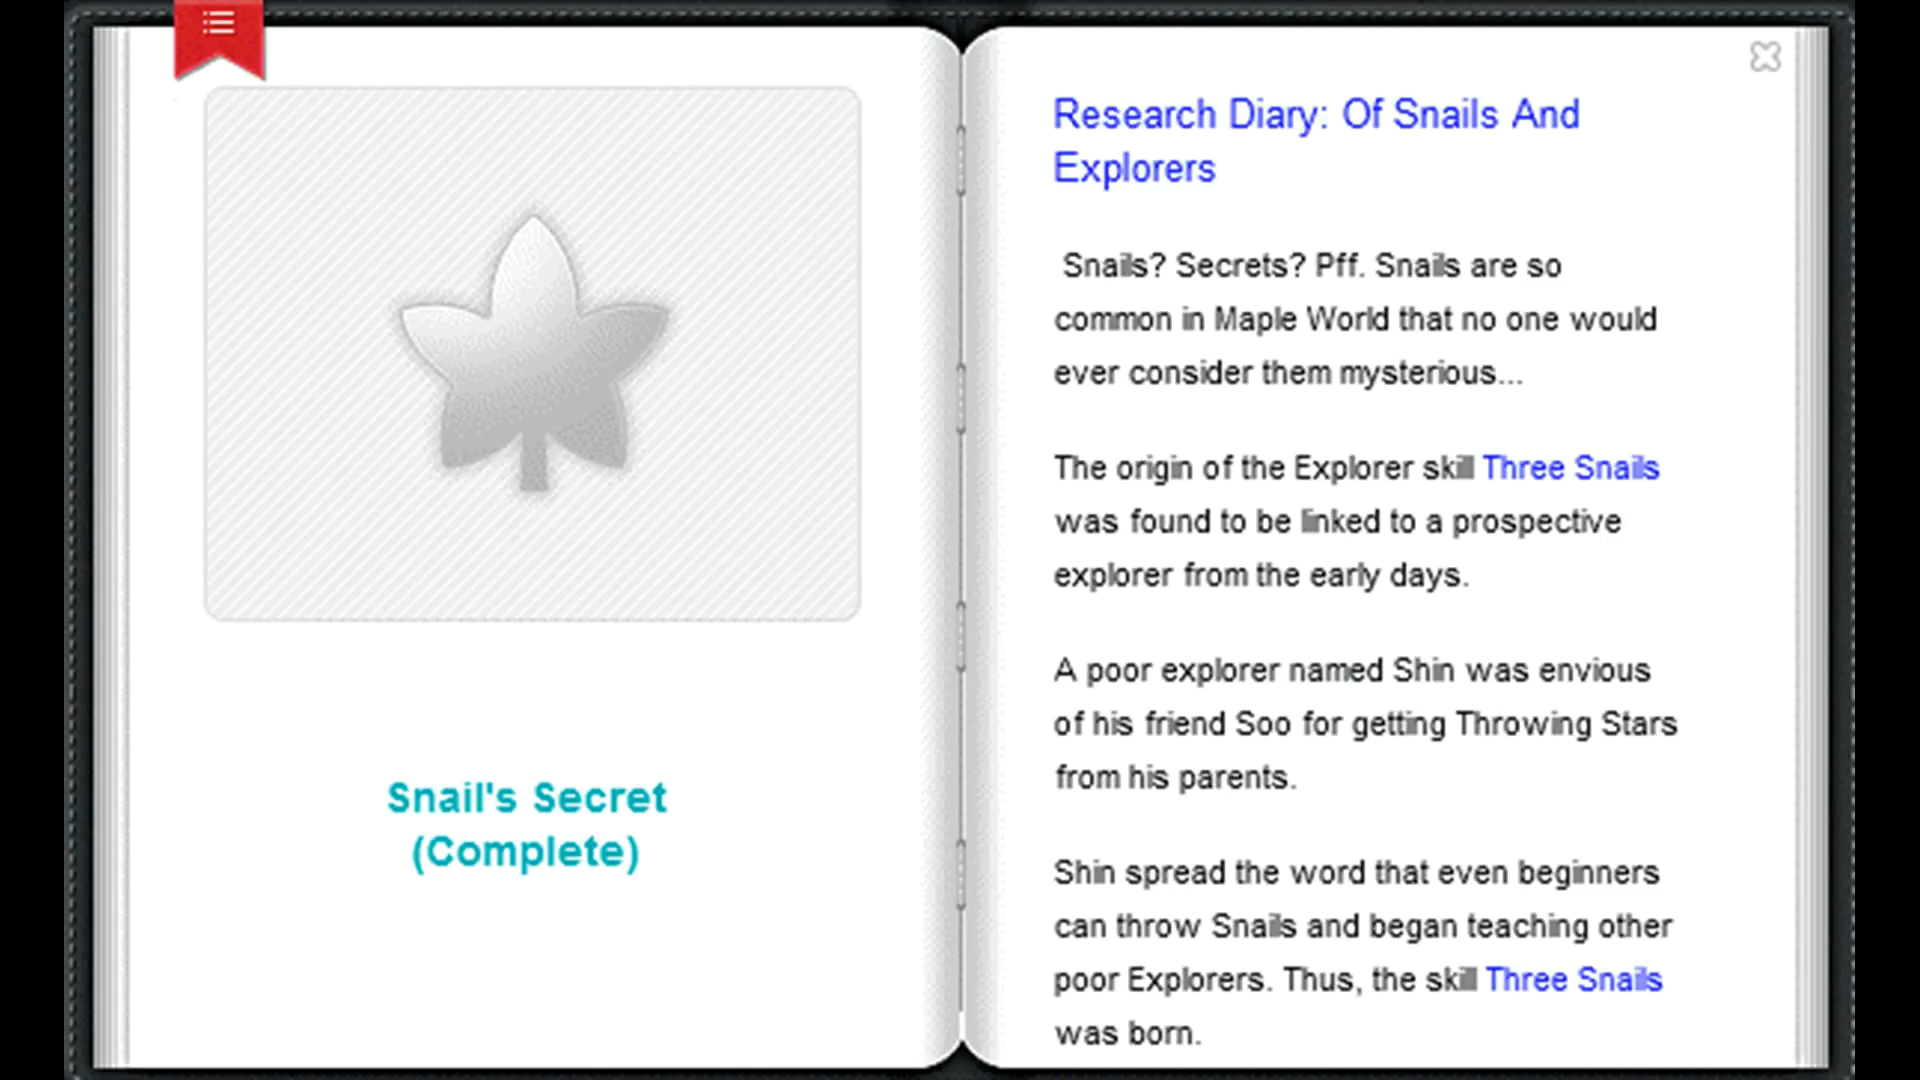 Snail's Secret
(Complete)
Research Diary: Of Snails And
Explorers
Snails? Secrets? Pff. Snails are so
common in Maple World that no one would
ever consider them mysterious...
The origin of the Explorer skill Three Snails
was found to be linked to a prospective
explorer from the early days.
A poor explorer named Shin was envious
of his friend Soo for getting Throwing Stars
from his parents.
Shin spread the word that even beginners
can throw Snails and began teaching other
poor Explorers. Thus, the skill Three Snails
was born.